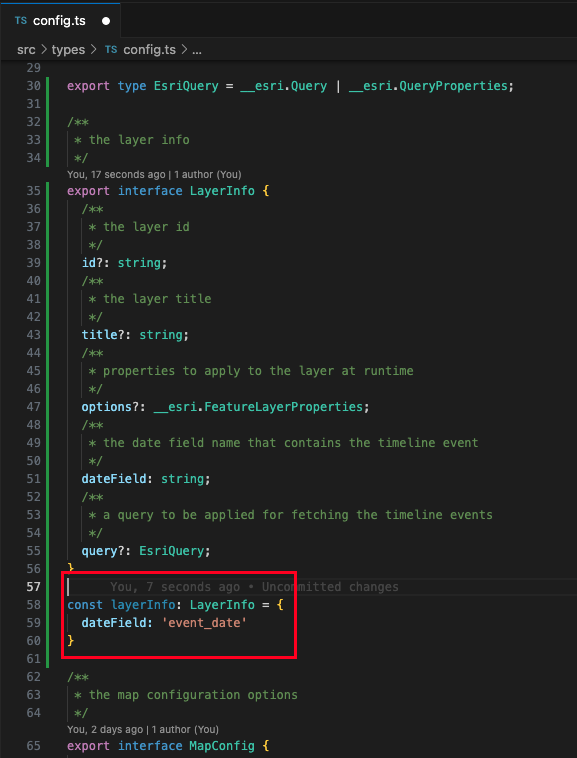 TS config.ts ●
src > types > TS config.ts > ...
29
30 export type EsriQuery = __esri.Query | __esri.QueryProperties;
31
32 /**
33  * the layer info
34  */
You, 17 seconds ago | 1 author (You)
35 export interface LayerInfo {
36   /**
37    * the layer id
38    */
39   id?: string;
40   /**
41    * the layer title
42    */
43   title?: string;
44   /**
45    * properties to apply to the layer at runtime
46    */
47   options?: __esri.FeatureLayerProperties;
48   /**
49    * the date field name that contains the timeline event
50    */
51   dateField: string;
52   /**
53    * a query to be applied for fetching the timeline events
54    */
55   query?: EsriQuery;
56 }
57 You, 7 seconds ago • Uncommitted changes
58 const layerInfo: LayerInfo = {
59   dateField: 'event_date'
60 }
61
62 /**
63  * the map configuration options
64  */
You, 2 days ago | 1 author (You)
65 export interface MapConfig {